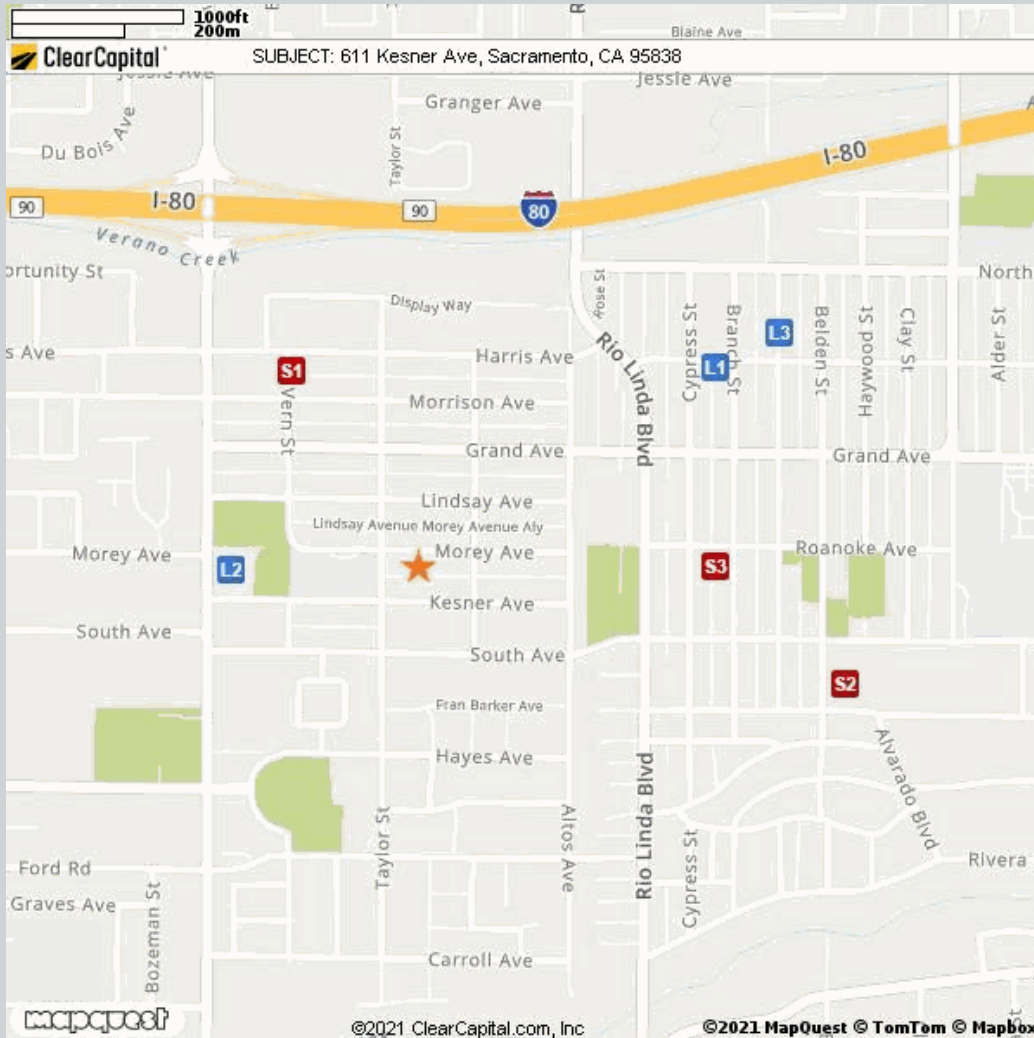 1000ft
200m
Blaine Ave
ClearCapital
SUBJECT: 611 Kesner Ave, Sacramento, CA 95838
Jessie Ave
Jessie Ave
Granger Ave
Du Bois Ave
Taylor St
I-80
90
I-80
90
80
Verano Creek
ortunity St
North
Display Way
Rose St
s Ave
Harris Ave
Rio Linda Blvd
Cypress St
Branch St
L3
L1
Belden St
Haywood St
Clay St
Alder St
S1
Vern St
Morrison Ave
Grand Ave
Grand Ave
Lindsay Ave
Lindsay Avenue Morey Avenue Aly
Morey Ave
Morey Ave
Roanoke Ave
L2
S3
Kesner Ave
South Ave
South Ave
S2
Fran Barker Ave
Hayes Ave
Alvarado Blvd
Rio Linda Blvd
Taylor St
Altos Ave
Cypress St
Ford Rd
Rivera
Graves Ave
Bozeman St
Carroll Ave
mapquest
©2021 ClearCapital.com, Inc
©2021 MapQuest © TomTom © Mapbox